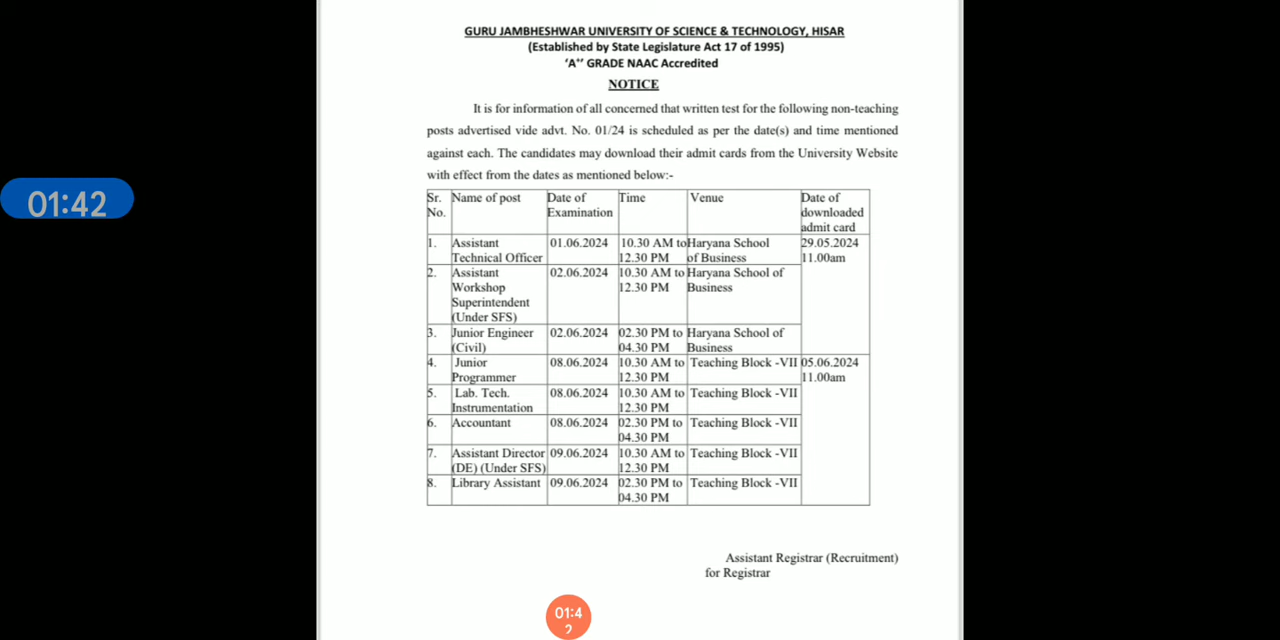 01:42
GURU JAMBHESHWAR UNIVERSITY OF SCIENCE & TECHNOLOGY, HISAR
(Established by State Legislature Act 17 of 1995)
‘A⁺’ GRADE NAAC Accredited
NOTICE
It is for information of all concerned that written test for the following non-teaching
posts advertised vide advt. No. 01/24 is scheduled as per the date(s) and time mentioned
against each. The candidates may download their admit cards from the University Website
with effect from the dates as mentioned below:-
Sr. Name of post Date of Time Venue Date of
No. Examination downloaded
admit card
1. Assistant 01.06.2024 10.30 AM to Haryana School 29.05.2024
Technical Officer 12.30 PM of Business 11.00am
2. Assistant 02.06.2024 10.30 AM to Haryana School of
Workshop 12.30 PM Business
Superintendent
(Under SFS)
3. Junior Engineer 02.06.2024 02.30 PM to Haryana School of
(Civil) 04.30 PM Business
4. Junior 08.06.2024 10.30 AM to Teaching Block -VII 05.06.2024
Programmer 12.30 PM 11.00am
5. Lab. Tech. 08.06.2024 10.30 AM to Teaching Block -VII
Instrumentation 12.30 PM
6. Accountant 08.06.2024 02.30 PM to Teaching Block -VII
04.30 PM
7. Assistant Director 09.06.2024 10.30 AM to Teaching Block -VII
(DE) (Under SFS) 12.30 PM
8. Library Assistant 09.06.2024 02.30 PM to Teaching Block -VII
04.30 PM
Assistant Registrar (Recruitment)
for Registrar
01:4
2